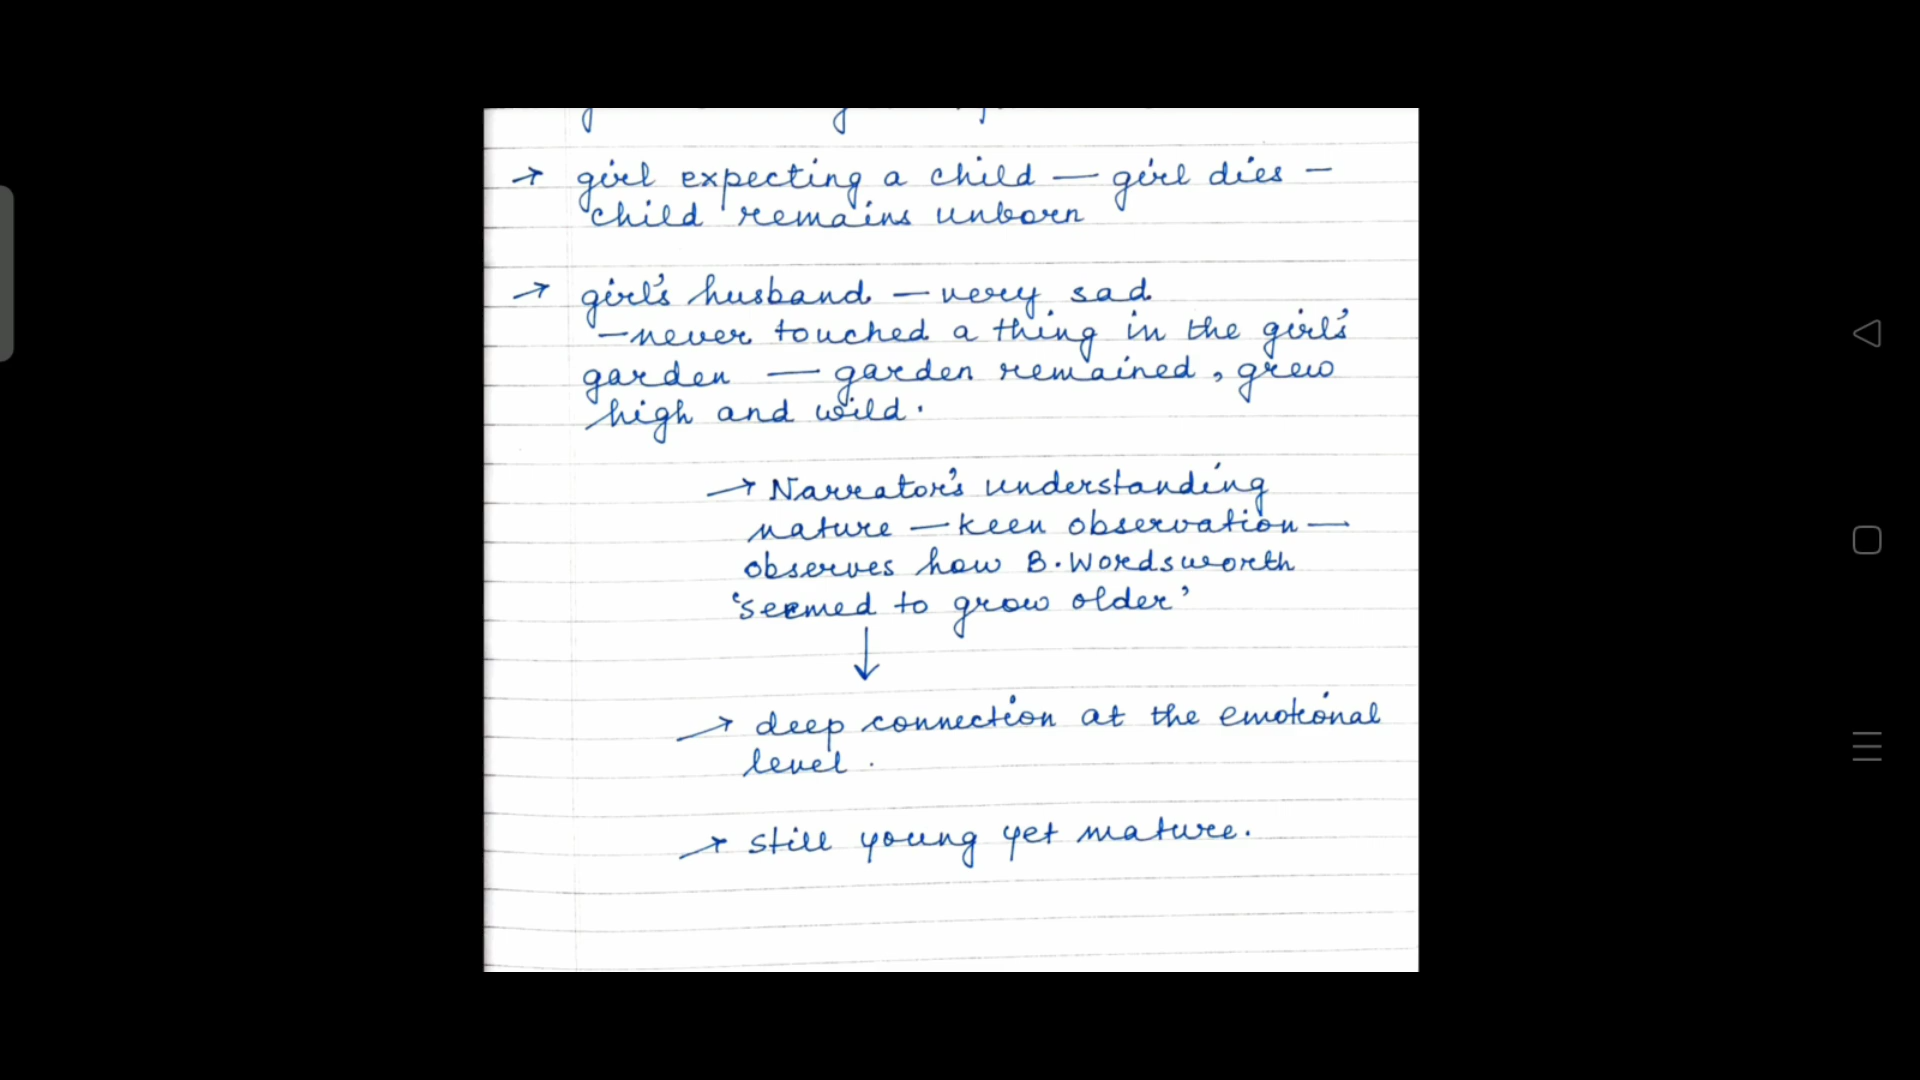 → girl expecting a child — girl dies —
child remains unborn
→ girl's husband — very sad
— never touched a thing in the girl's
garden — garden remained, grew
high and wild.
→ Narrator's understanding
nature — keen observation —
observes how B. Wordsworth
'seemed to grow older'
↓
→ deep connection at the emotional
level.
→ still young yet mature.